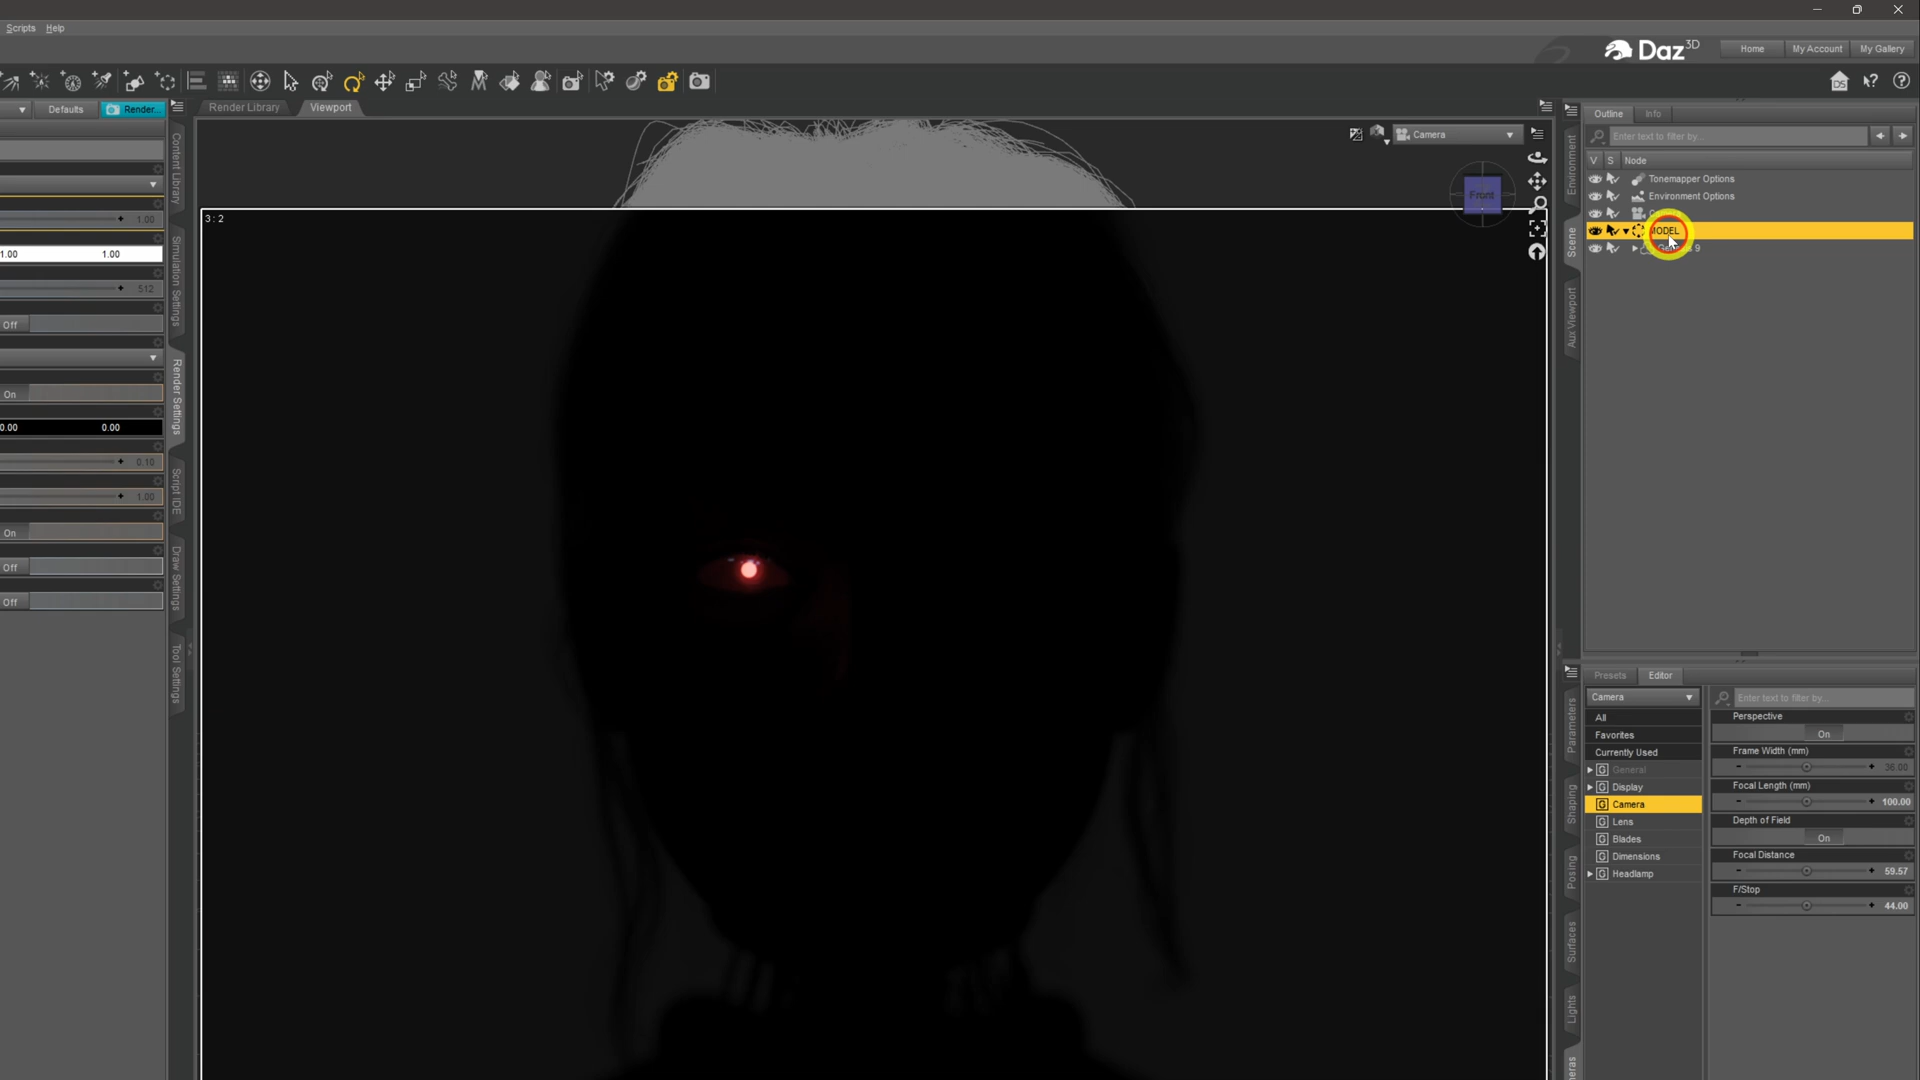 Scripts Help
Daz 3D Home My Account My Gallery
DS
Defaults Render...
Render Library Viewport
Outline Info
Camera
Enter text to filter by...
V S Node
Tonemapper Options
Environment Options
MODEL
9
Front
3 : 2
1.00
1.00 1.00
512
Off
On
0.00 0.00
0.10
1.00
On
Off
Off
Content Library
Simulation Settings
Render Settings
Script IDE
Draw Settings
Tool Settings
Environment
Scene
Aux Viewport
Presets Editor
Camera
Enter text to filter by...
All
Favorites
Currently Used
G General
G Display
G Camera
G Lens
G Blades
G Dimensions
G Headlamp
Perspective
On
Frame Width (mm)
36.00
Focal Length (mm)
100.00
Depth of Field
On
Focal Distance
59.57
F/Stop
44.00
Parameters
Shaping
Posing
Surfaces
Lights
eras